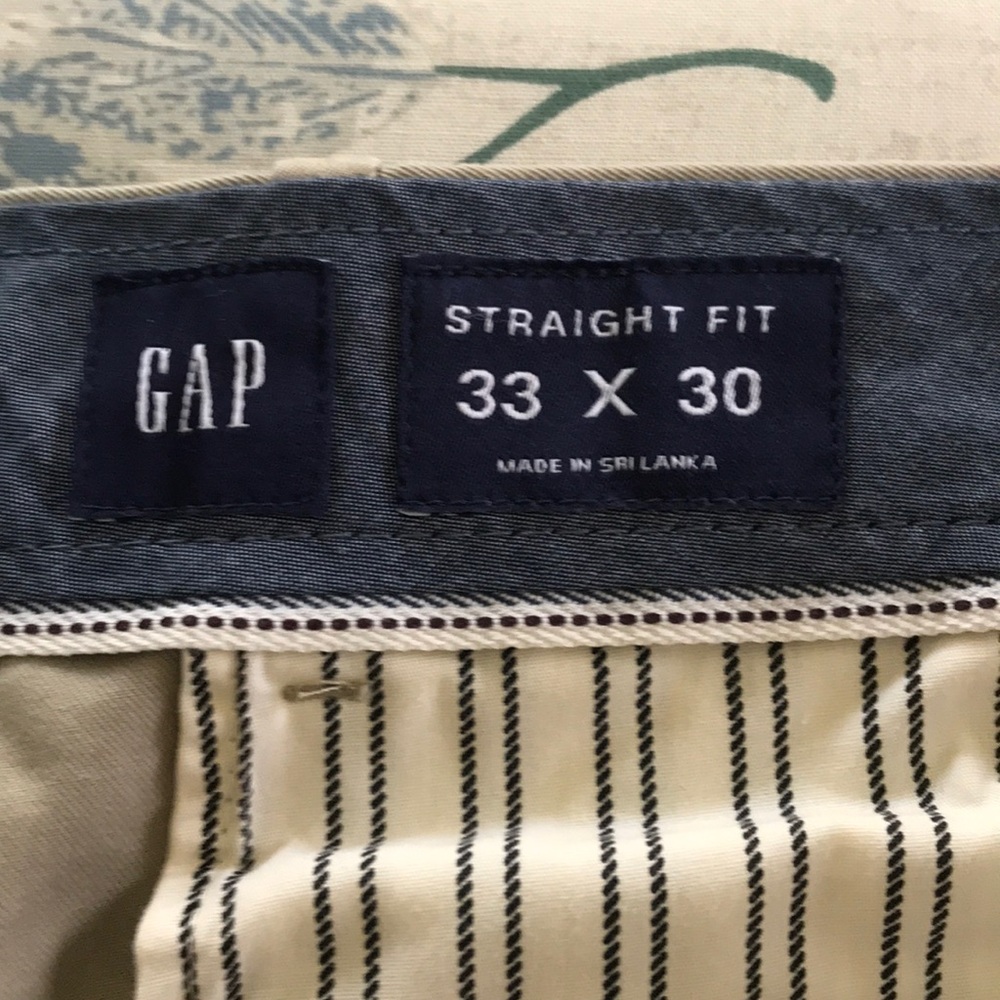 GAP
STRAIGHT FIT
33 X 30
MADE IN SRI LANKA